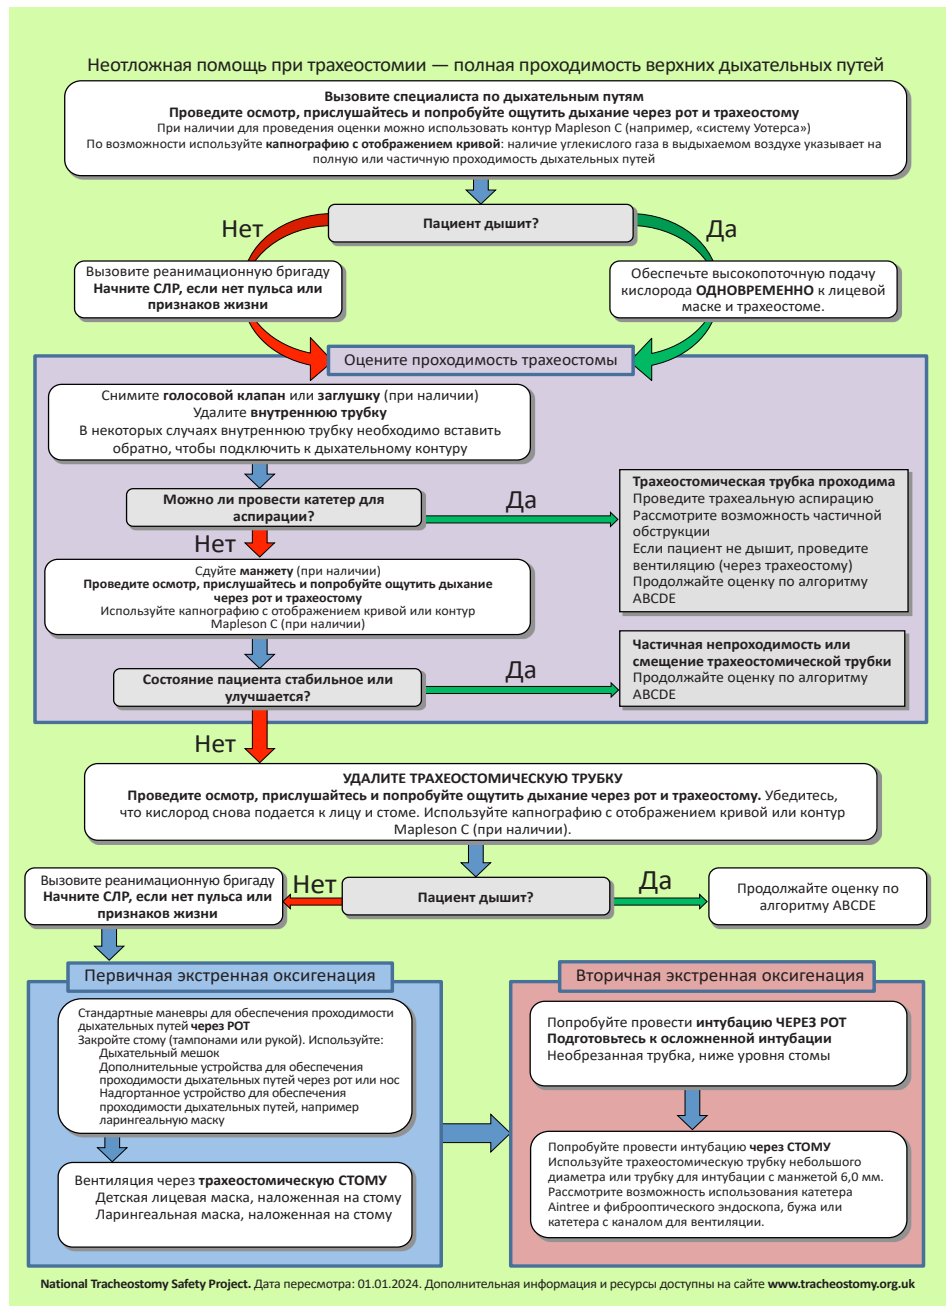 Неотложная помощь при трахеостомии — полная проходимость верхних дыхательных путей
Вызовите специалиста по дыхательным путям
Проведите осмотр, прислушайтесь и попробуйте ощутить дыхание через рот и трахеостому
При наличии для проведения оценки можно использовать контур Mapleson C (например, «систему Уотерса»)
По возможности используйте капнографию с отображением кривой: наличие углекислого газа в выдыхаемом воздухе указывает на
полную или частичную проходимость дыхательных путей
Нет
Пациент дышит?
Да
Вызовите реанимационную бригаду
Начните СЛР, если нет пульса или
признаков жизни
Обеспечьте высокопоточную подачу
кислорода ОДНОВРЕМЕННО к лицевой
маске и трахеостоме.
Оцените проходимость трахеостомы
Снимите голосовой клапан или заглушку (при наличии)
Удалите внутреннюю трубку
В некоторых случаях внутреннюю трубку необходимо вставить
обратно, чтобы подключить к дыхательному контуру
Можно ли провести катетер для
аспирации?
Да
Трахеостомическая трубка проходима
Проведите трахеальную аспирацию
Рассмотрите возможность частичной
обструкции
Если пациент не дышит, проведите
вентиляцию (через трахеостому)
Продолжайте оценку по алгоритму
ABCDE
Нет
Сдуйте манжету (при наличии)
Проведите осмотр, прислушайтесь и попробуйте ощутить дыхание
через рот и трахеостому
Используйте капнографию с отображением кривой или контур
Mapleson C (при наличии)
Состояние пациента стабильное или
улучшается?
Да
Частичная непроходимость или
смещение трахеостомической трубки
Продолжайте оценку по алгоритму
ABCDE
Нет
УДАЛИТЕ ТРАХЕОСТОМИЧЕСКУЮ ТРУБКУ
Проведите осмотр, прислушайтесь и попробуйте ощутить дыхание через рот и трахеостому. Убедитесь,
что кислород снова подается к лицу и стоме. Используйте капнографию с отображением кривой или контур
Mapleson C (при наличии).
Вызовите реанимационную бригаду
Начните СЛР, если нет пульса или
признаков жизни
Нет
Пациент дышит?
Да
Продолжайте оценку по
алгоритму ABCDE
Первичная экстренная оксигенация
Стандартные маневры для обеспечения проходимости
дыхательных путей через РОТ
Закройте стому (тампонами или рукой). Используйте:
Дыхательный мешок
Дополнительные устройства для обеспечения
проходимости дыхательных путей через рот или нос
Надгортанное устройство для обеспечения
проходимости дыхательных путей, например
ларингеальную маску
Вентиляция через трахеостомическую СТОМУ
Детская лицевая маска, наложенная на стому
Ларингеальная маска, наложенная на стому
Вторичная экстренная оксигенация
Попробуйте провести интубацию ЧЕРЕЗ РОТ
Подготовьтесь к осложненной интубации
Необрезанная трубка, ниже уровня стомы
Попробуйте провести интубацию через СТОМУ
Используйте трахеостомическую трубку небольшого
диаметра или трубку для интубации с манжетой 6,0 мм.
Рассмотрите возможность использования катетера
Aintree и фиброоптического эндоскопа, бужа или
катетера с каналом для вентиляции.
National Tracheostomy Safety Project. Дата пересмотра: 01.01.2024. Дополнительная информация и ресурсы доступны на сайте www.tracheostomy.org.uk